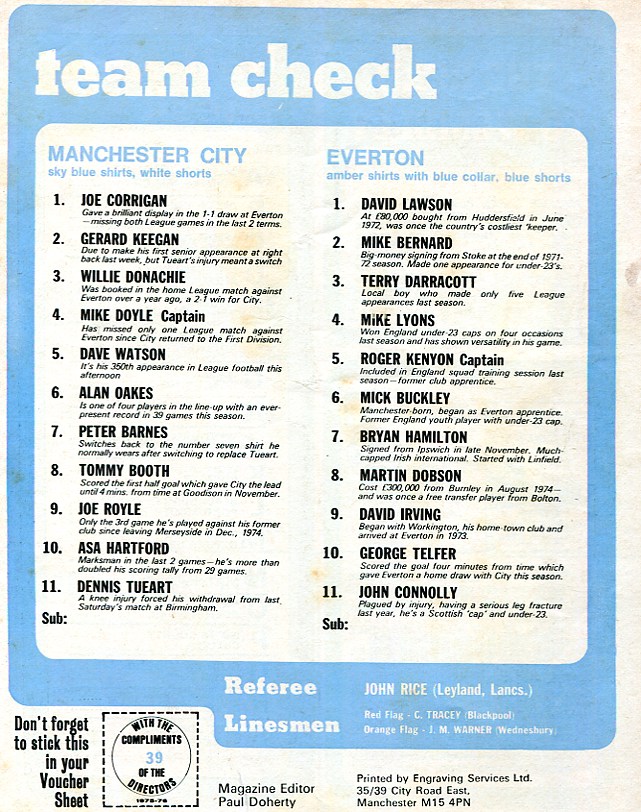 team check
MANCHESTER CITY
sky blue shirts, white shorts
1. JOE CORRIGAN
Gave a brilliant display in the 1-1 draw at Everton
—missing both League games in the last 2 terms.
2. GERARD KEEGAN
Due to make his first senior appearance at right
back last week, but Tueart's injury meant a switch
3. WILLIE DONACHIE
Was booked in the home League match against
Everton over a year ago, a 2-1 win for City.
4. MIKE DOYLE Captain
Has missed only one League match against
Everton since City returned to the First Division.
5. DAVE WATSON
It's his 350th appearance in League football this
afternoon
6. ALAN OAKES
Is one of four players in the line-up with an ever-
present record in 39 games this season.
7. PETER BARNES
Switches back to the number seven shirt he
normally wears after switching to replace Tueart.
8. TOMMY BOOTH
Scored the first half goal which gave City the lead
until 4 mins. from time at Goodison in November.
9. JOE ROYLE
Only the 3rd game he's played against his former
club since leaving Merseyside in Dec., 1974.
10. ASA HARTFORD
Marksman in the last 2 games—he's more than
doubled his scoring tally from 29 games.
11. DENNIS TUEART
A knee injury forced his withdrawal from last
Saturday's match at Birmingham.
Sub:
EVERTON
amber shirts with blue collar, blue shorts
1. DAVID LAWSON
At £80,000 bought from Huddersfield in June
1972, was once the country's costliest 'keeper.
2. MIKE BERNARD
Big-money signing from Stoke at the end of 1971-
72 season. Made one appearance for under-23's.
3. TERRY DARRACOTT
Local boy who made only five League
appearances last season.
4. MIKE LYONS
Won England under-23 caps on four occasions
last season and has shown versatility in his game.
5. ROGER KENYON Captain
Included in England squad training session last
season—former club apprentice.
6. MICK BUCKLEY
Manchester-born, began as Everton apprentice.
Former England youth player with under-23 cap.
7. BRYAN HAMILTON
Signed from Ipswich in late November. Much-
capped Irish international. Started with Linfield.
8. MARTIN DOBSON
Cost £300,000 from Burnley in August 1974—
and was once a free transfer player from Bolton.
9. DAVID IRVING
Began with Workington, his home-town club and
arrived at Everton in 1973.
10. GEORGE TELFER
Scored the goal four minutes from time which
gave Everton a home draw with City this season.
11. JOHN CONNOLLY
Plagued by injury, having a serious leg fracture
last year, he's a Scottish 'cap' and under-23.
Sub:
Referee JOHN RICE (Leyland, Lancs.)
Linesmen Red Flag - C. TRACEY (Blackpool)
Orange Flag - J. M. WARNER (Wednesbury)
Don't forget
to stick this
in your
Voucher
Sheet
WITH THE
COMPLIMENTS
39
OF THE
DIRECTORS
1975-76
Magazine Editor
Paul Doherty
Printed by Engraving Services Ltd.
35/39 City Road East,
Manchester M15 4PN